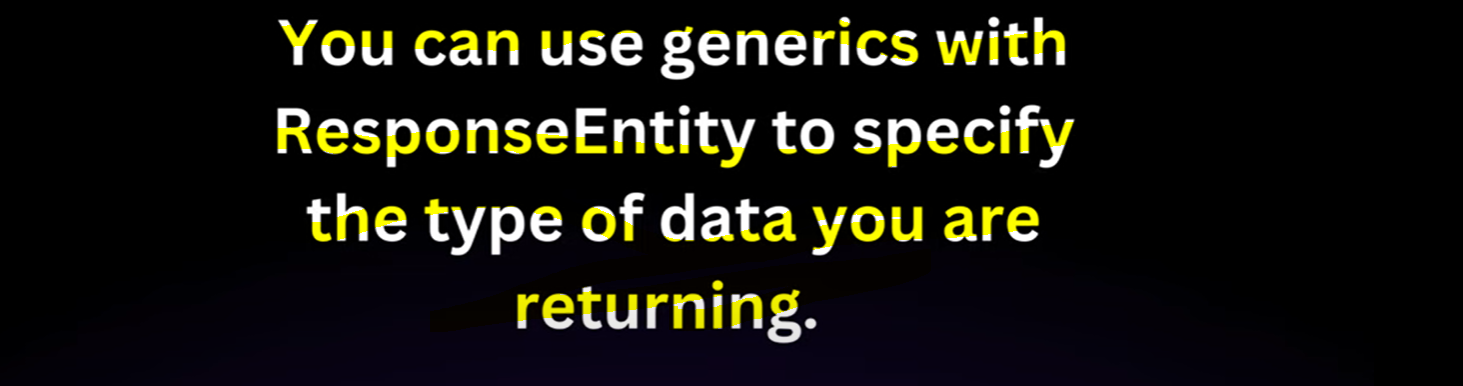 You can use generics with
ResponseEntity to specify
the type of data you are
returning.